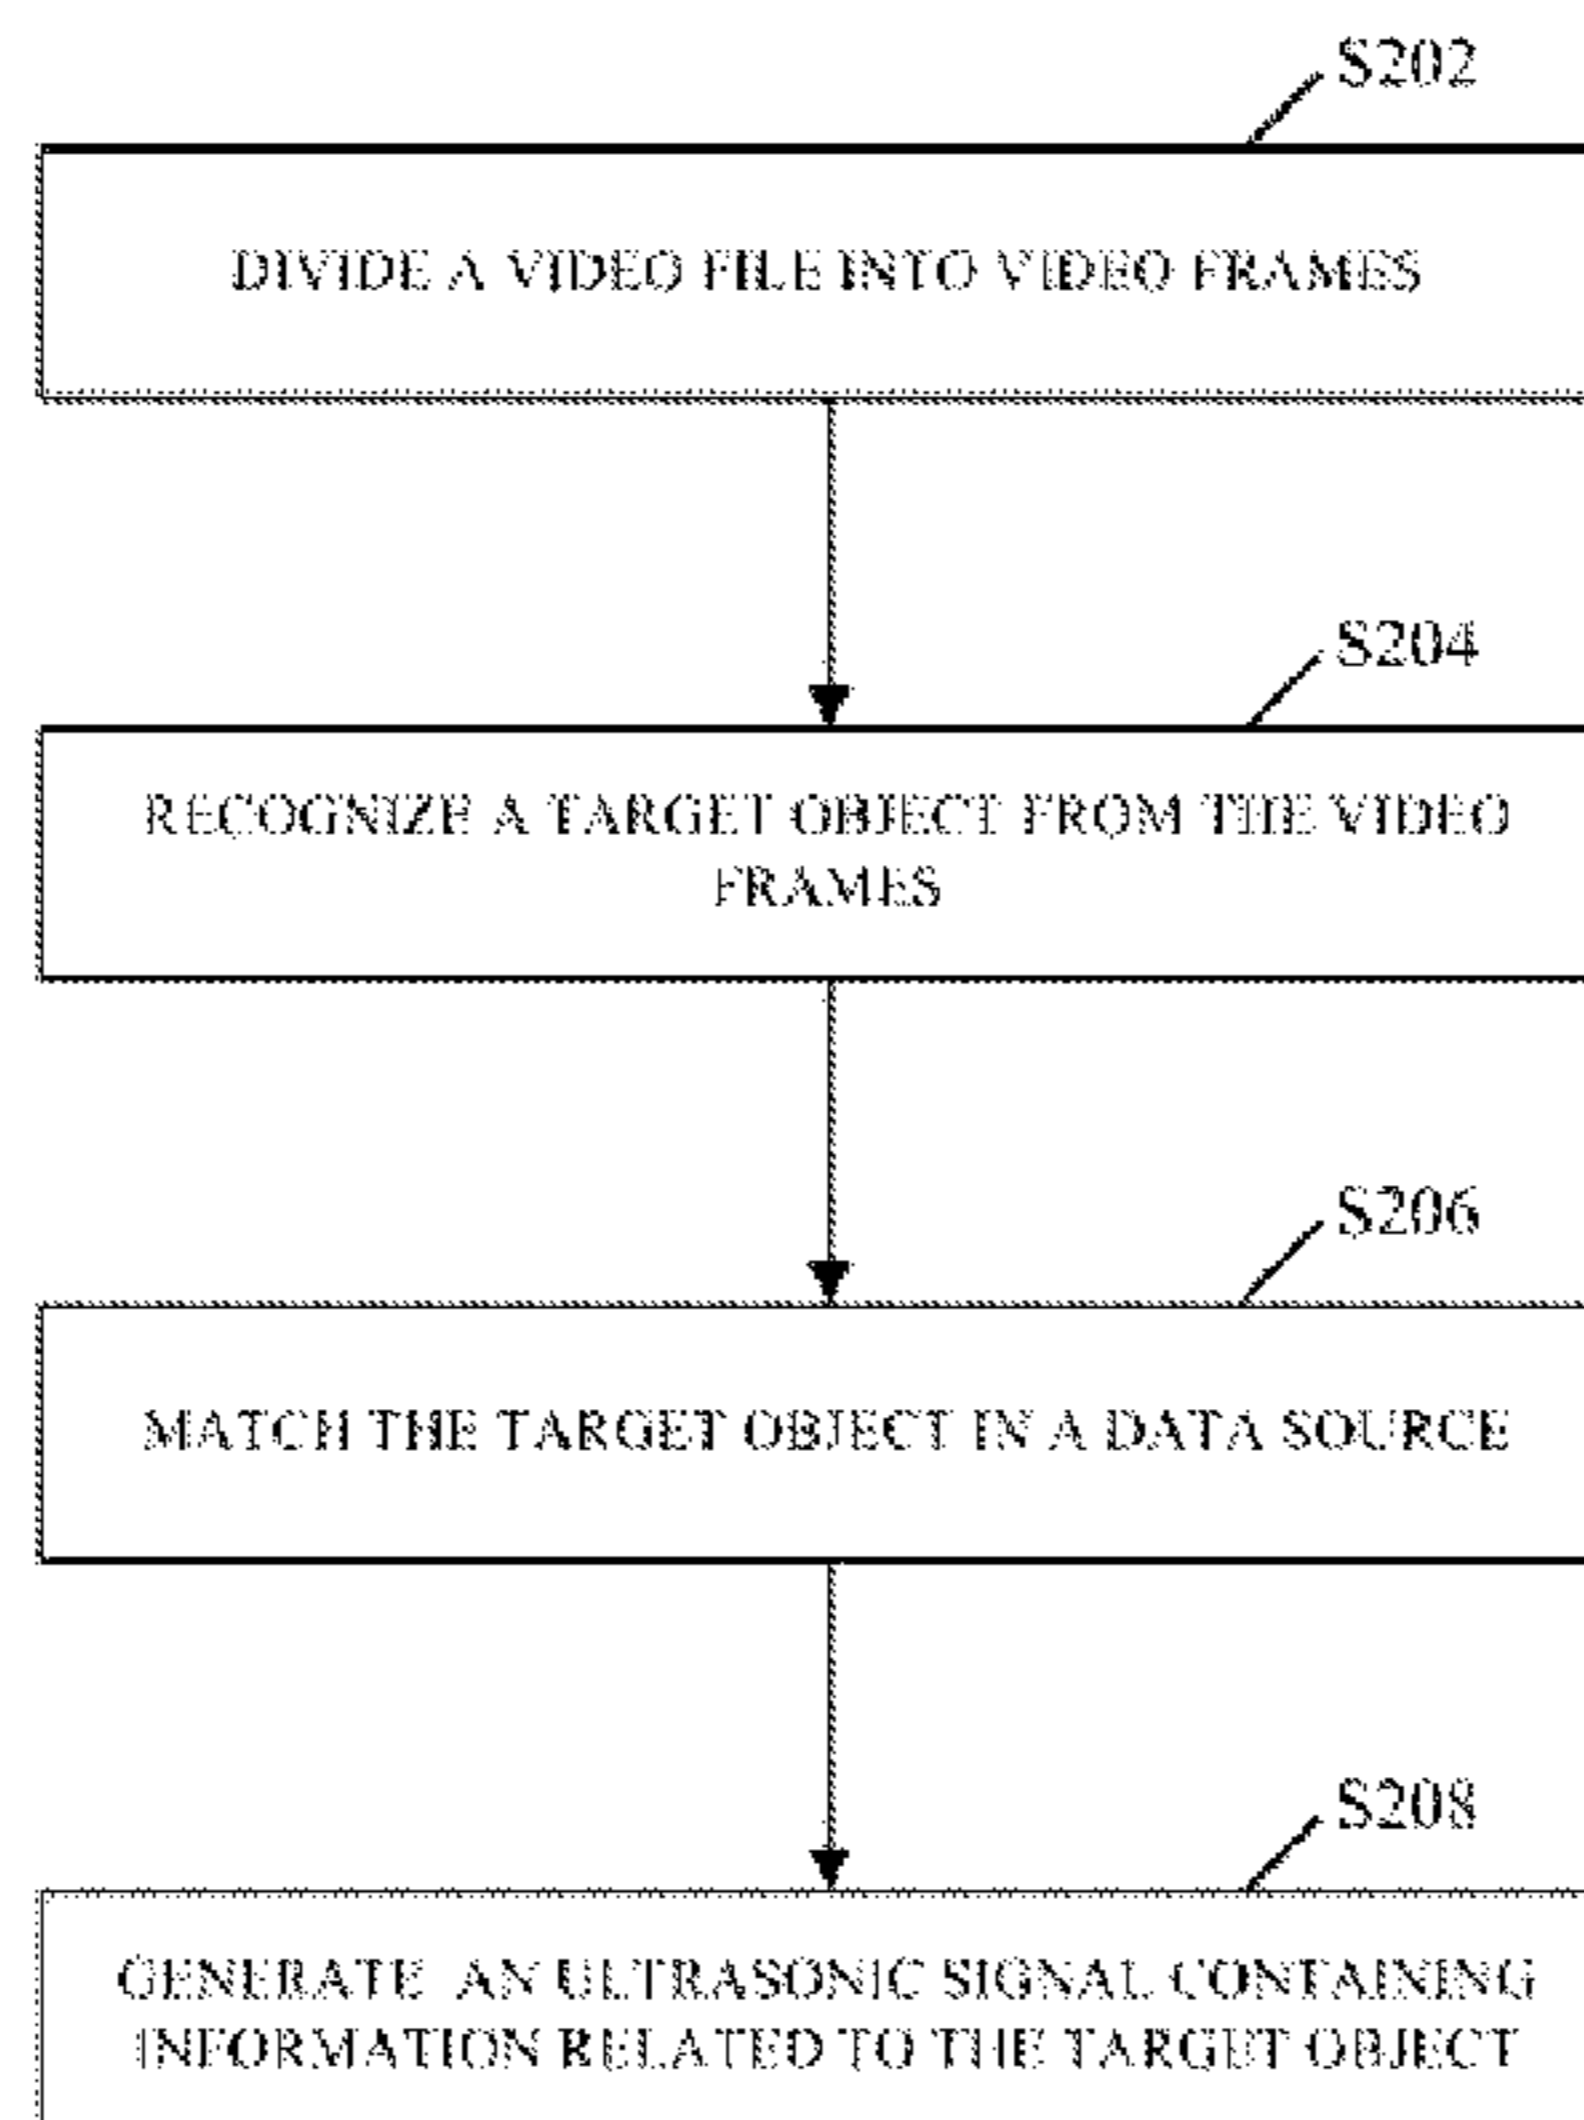 S202
DIVIDE A VIDEO FILE INTO VIDEO FRAMES
S204
RECOGNIZE A TARGET OBJECT FROM THE VIDEO
FRAMES
S206
MATCH THE TARGET OBJECT IN A DATA SOURCE
S208
GENERATE AN ULTRASONIC SIGNAL CONTAINING
INFORMATION RELATED TO THE TARGET OBJECT